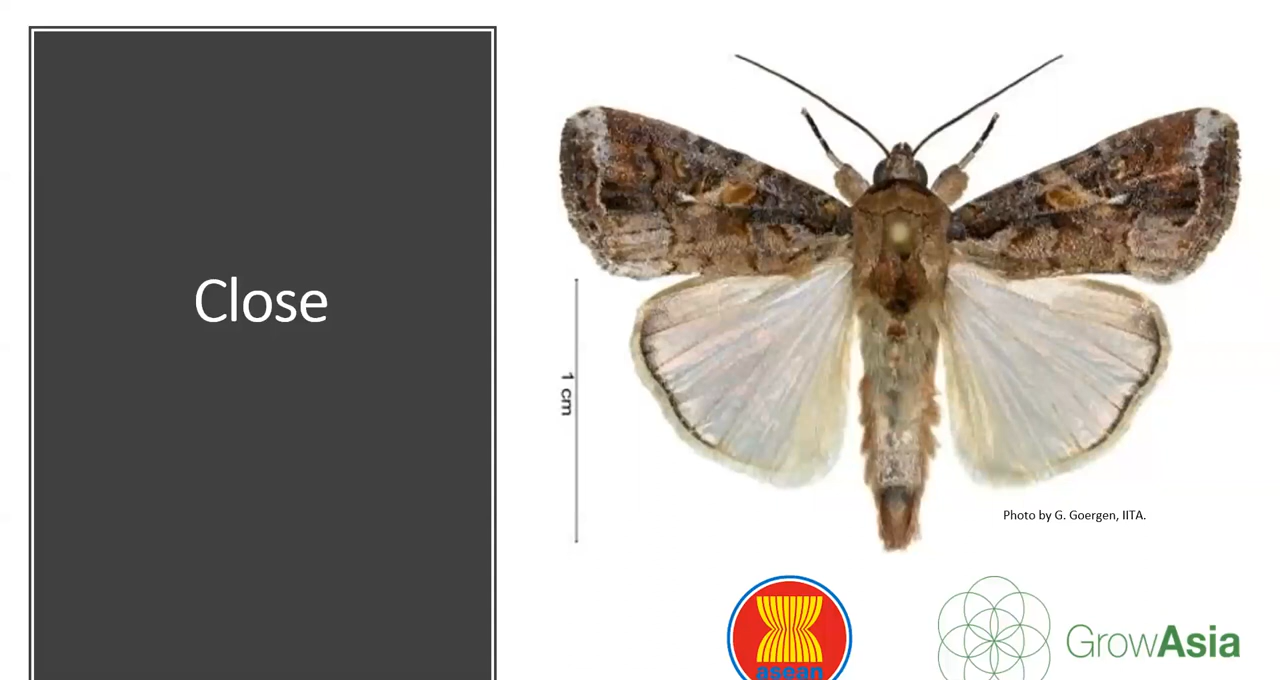 Close
1 cm
Photo by G. Goergen, IITA.
asean
GrowAsia